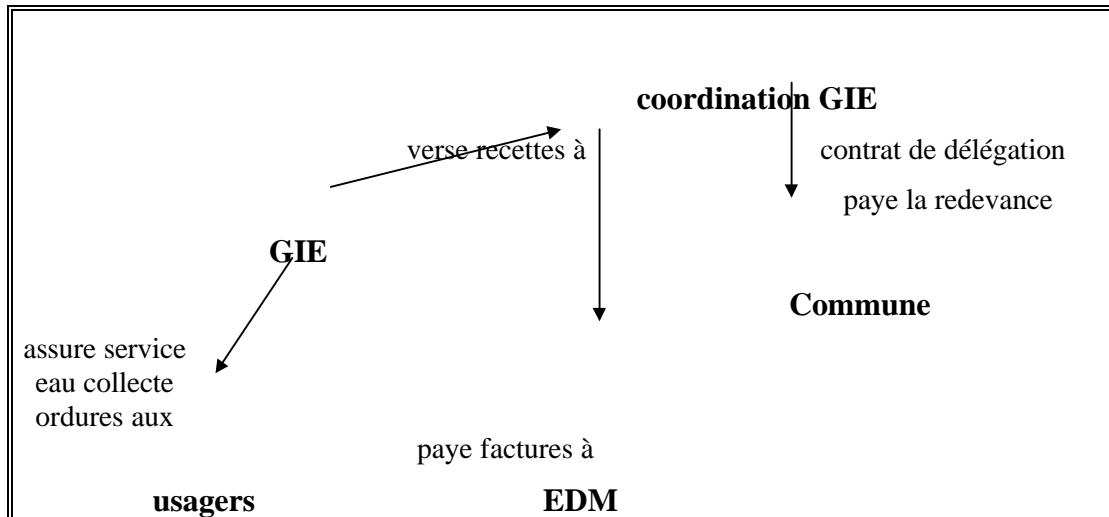 coordination GIE
verse recettes à
contrat de délégation
paye la redevance
GIE
Commune
assure service
eau collecte
ordures aux
paye factures à
usagers
EDM